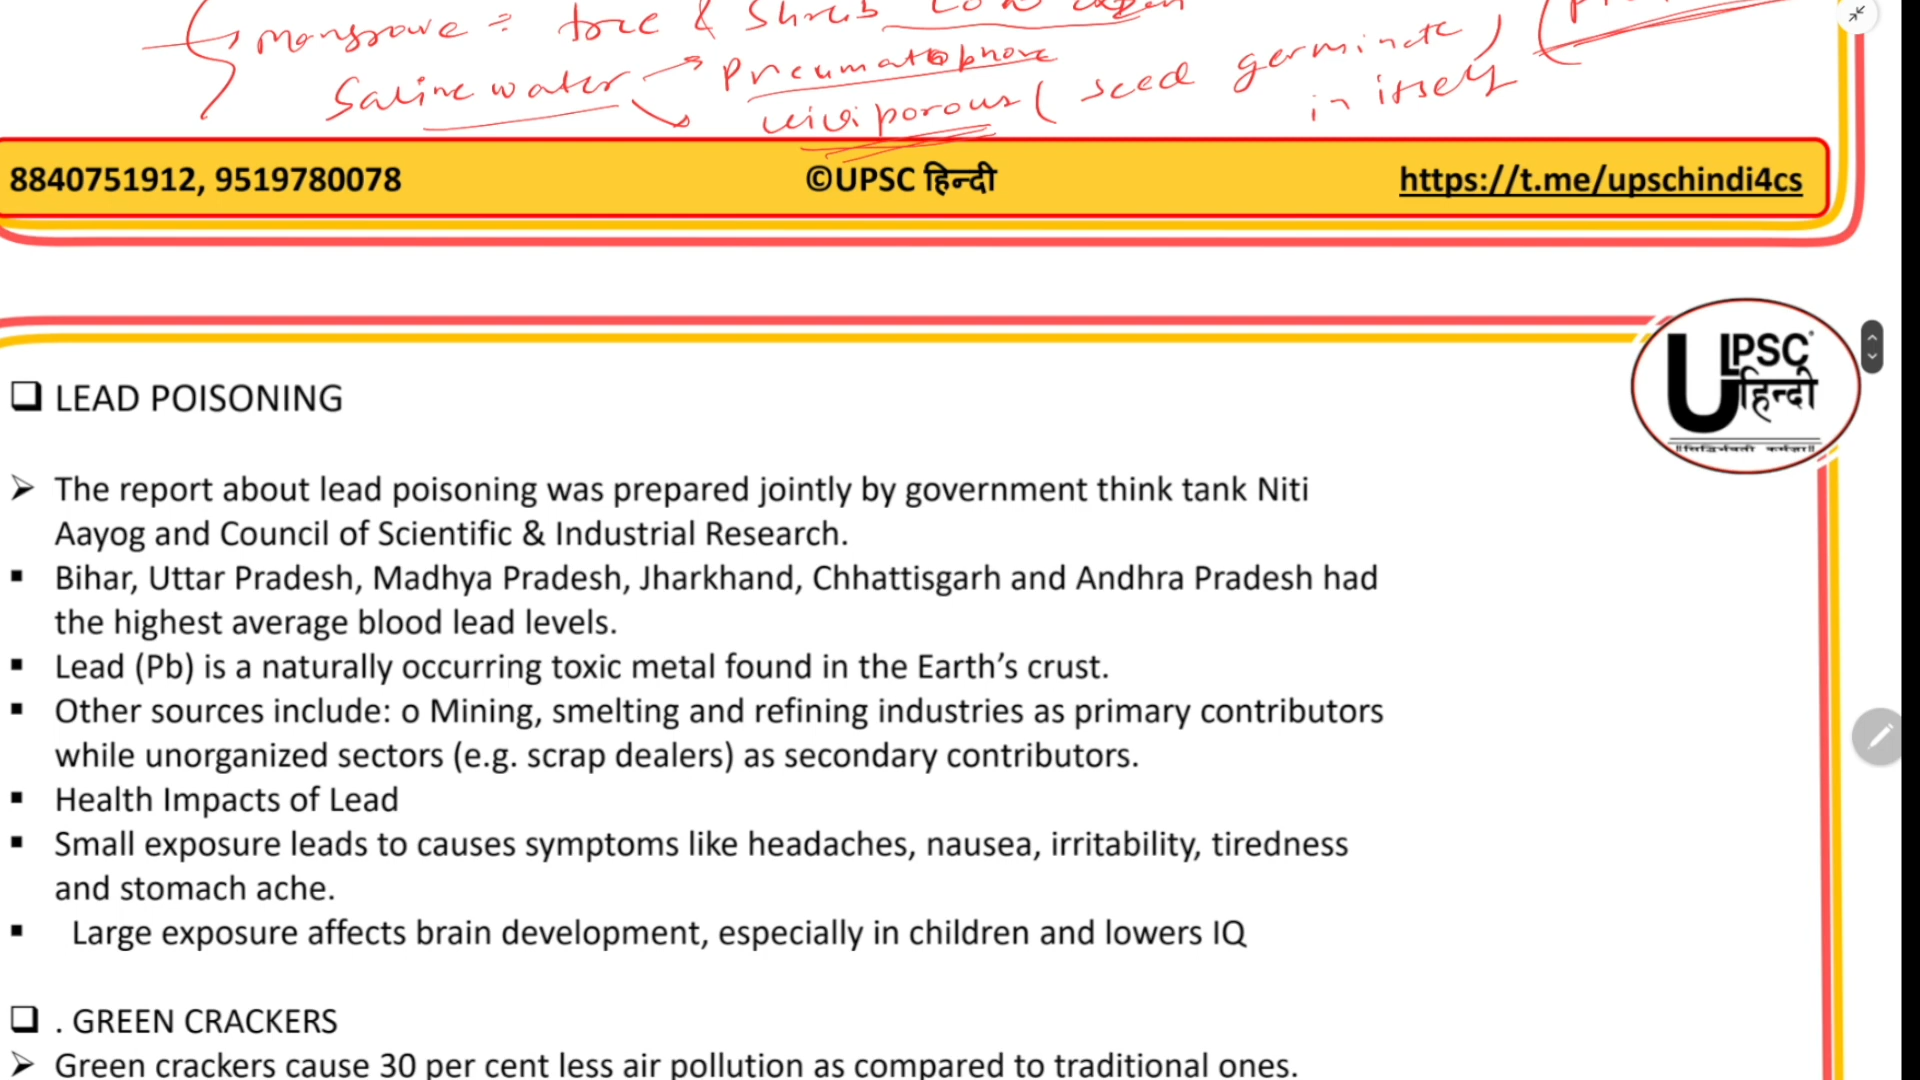 Mangrove = tree & Shrub Low oxygen
Saline water Pneumatophore
viviporous ( seed germinate )
in itself
8840751912, 9519780078 ©UPSC हिन्दी https://t.me/upschindi4cs
UPSC
हिन्दी
❑ LEAD POISONING
➤ The report about lead poisoning was prepared jointly by government think tank Niti
Aayog and Council of Scientific & Industrial Research.
▪ Bihar, Uttar Pradesh, Madhya Pradesh, Jharkhand, Chhattisgarh and Andhra Pradesh had
the highest average blood lead levels.
▪ Lead (Pb) is a naturally occurring toxic metal found in the Earth’s crust.
▪ Other sources include: o Mining, smelting and refining industries as primary contributors
while unorganized sectors (e.g. scrap dealers) as secondary contributors.
▪ Health Impacts of Lead
▪ Small exposure leads to causes symptoms like headaches, nausea, irritability, tiredness
and stomach ache.
▪ Large exposure affects brain development, especially in children and lowers IQ
❑ . GREEN CRACKERS
➤ Green crackers cause 30 per cent less air pollution as compared to traditional ones.